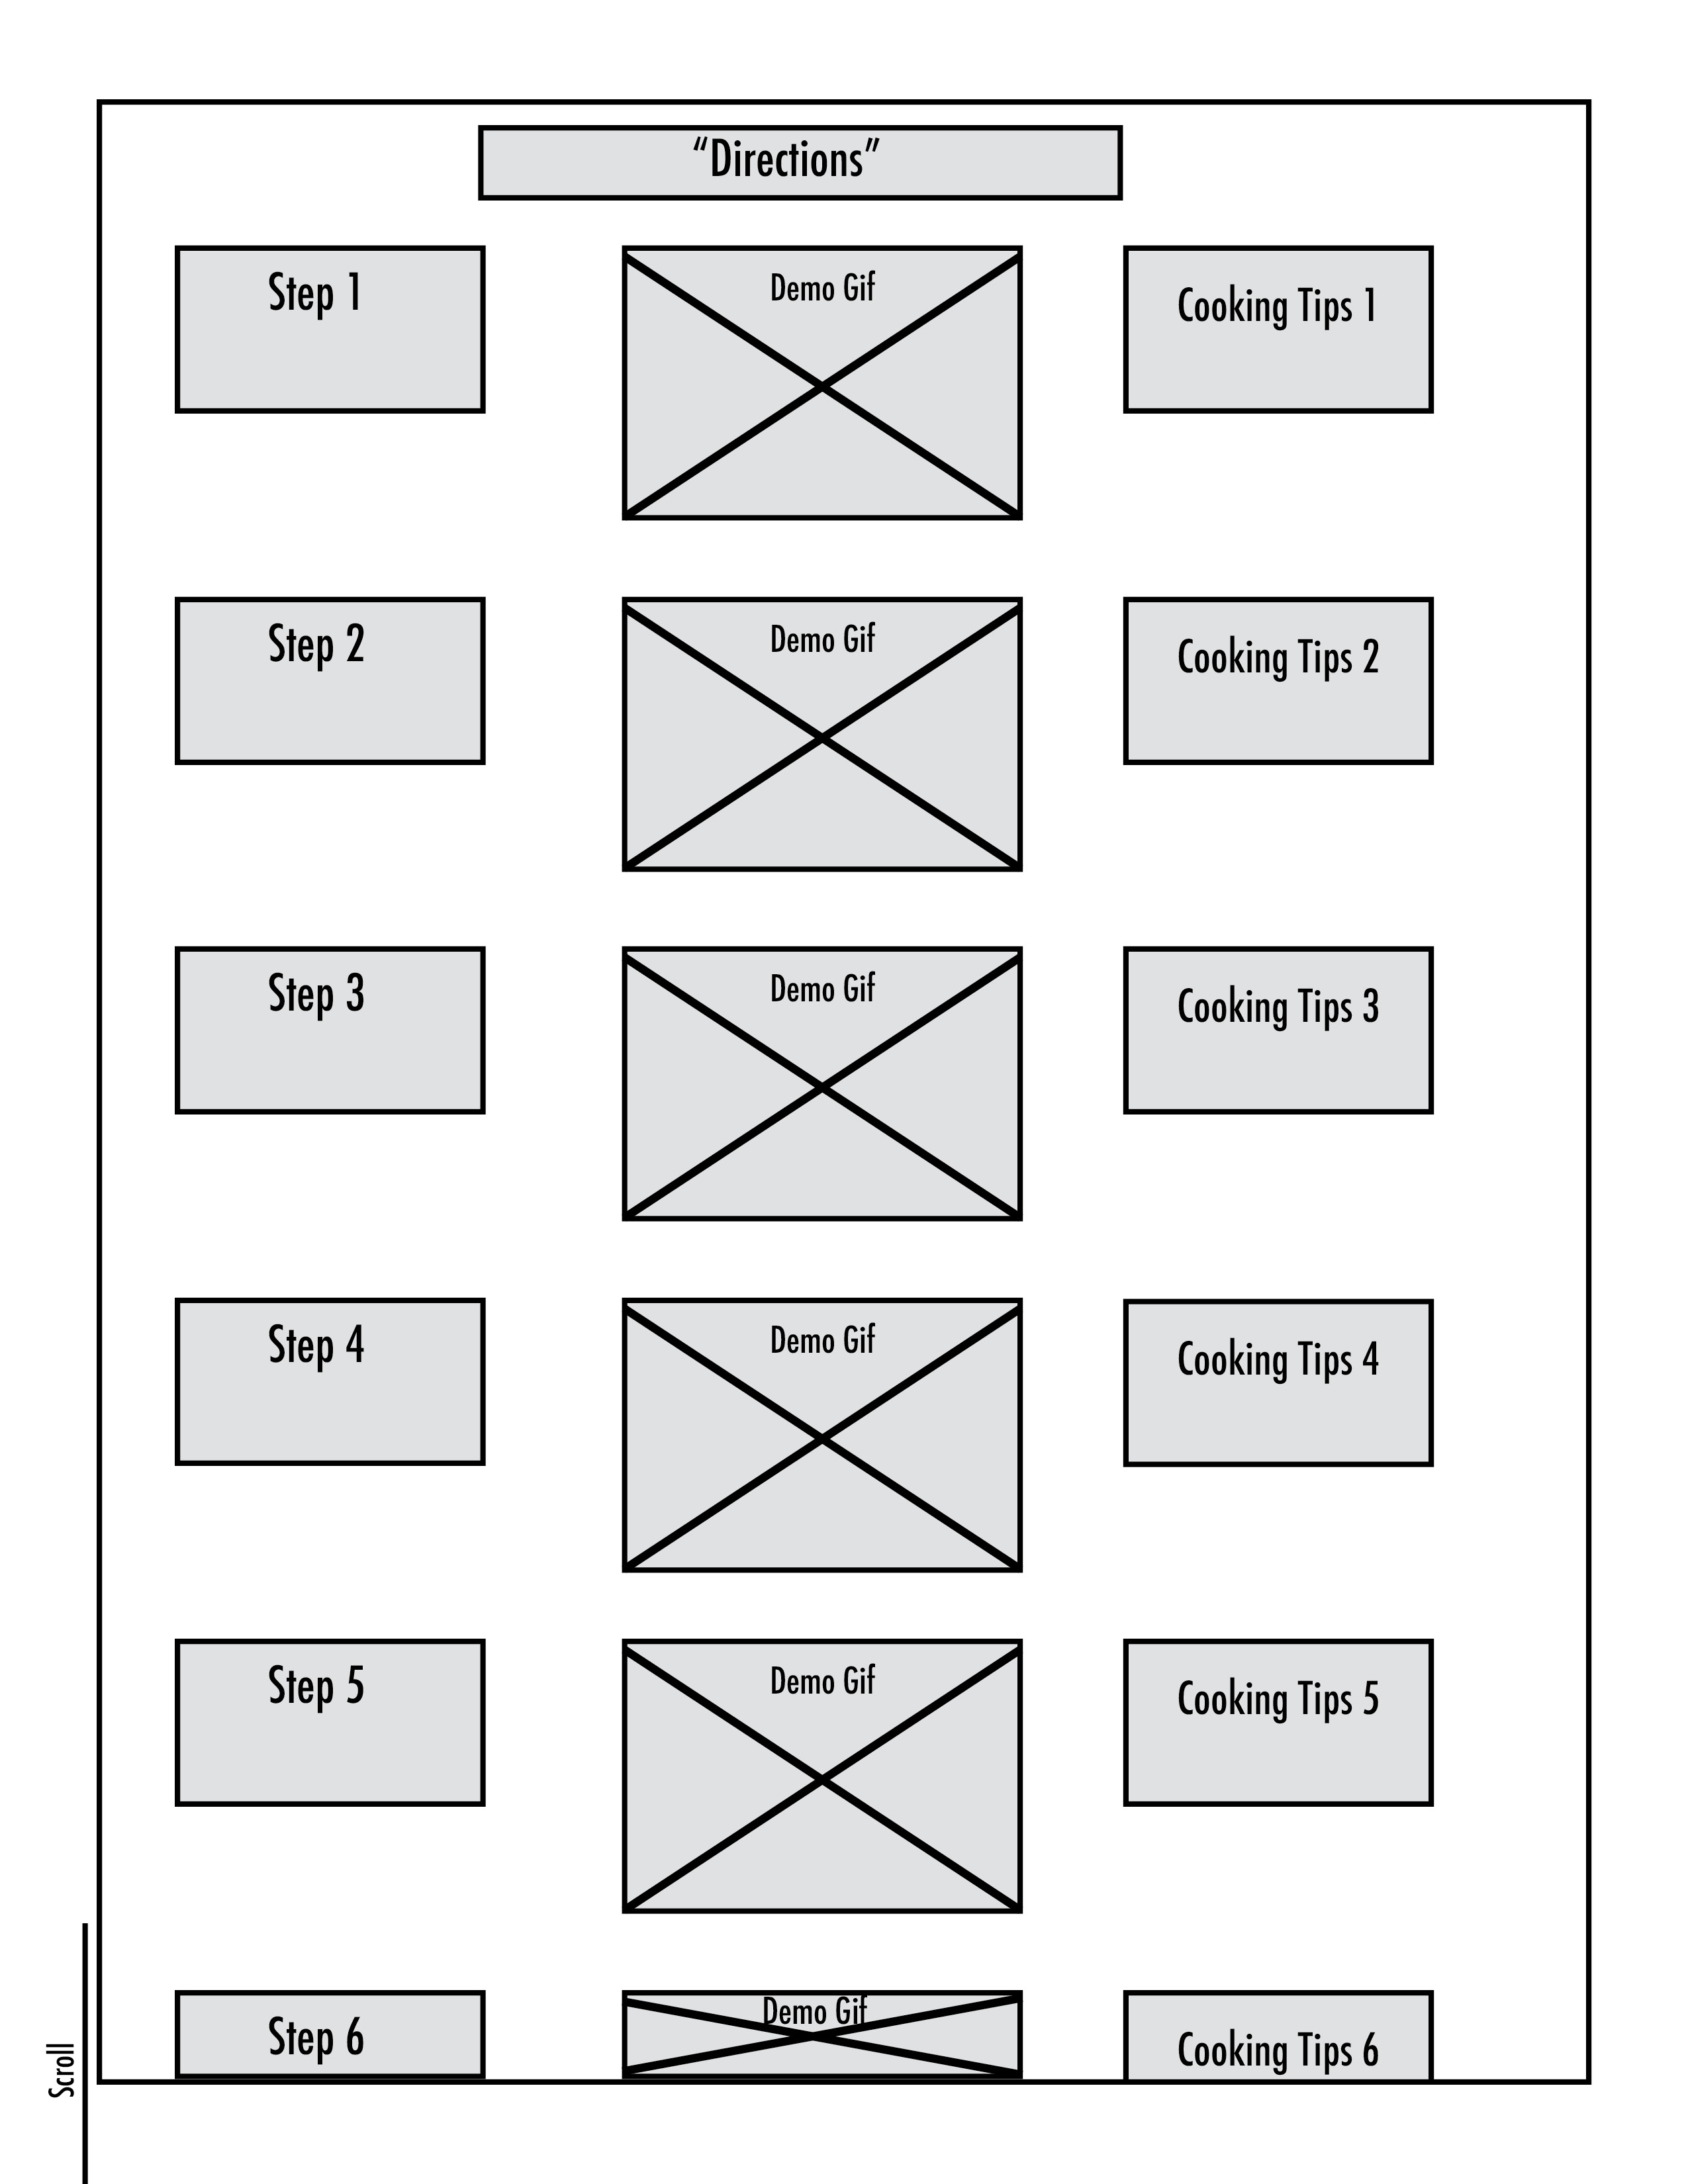 “Directions”
Step 1
Demo Gif
Cooking Tips 1
Step 2
Demo Gif
Cooking Tips 2
Step 3
Demo Gif
Cooking Tips 3
Step 4
Demo Gif
Cooking Tips 4
Step 5
Demo Gif
Cooking Tips 5
Step 6
Demo Gif
Cooking Tips 6
Scroll